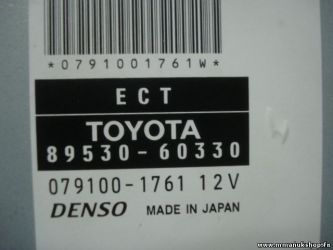 *0791001761W*
ECT
TOYOTA
89530-60330
079100-1761 12V
DENSO MADE IN JAPAN